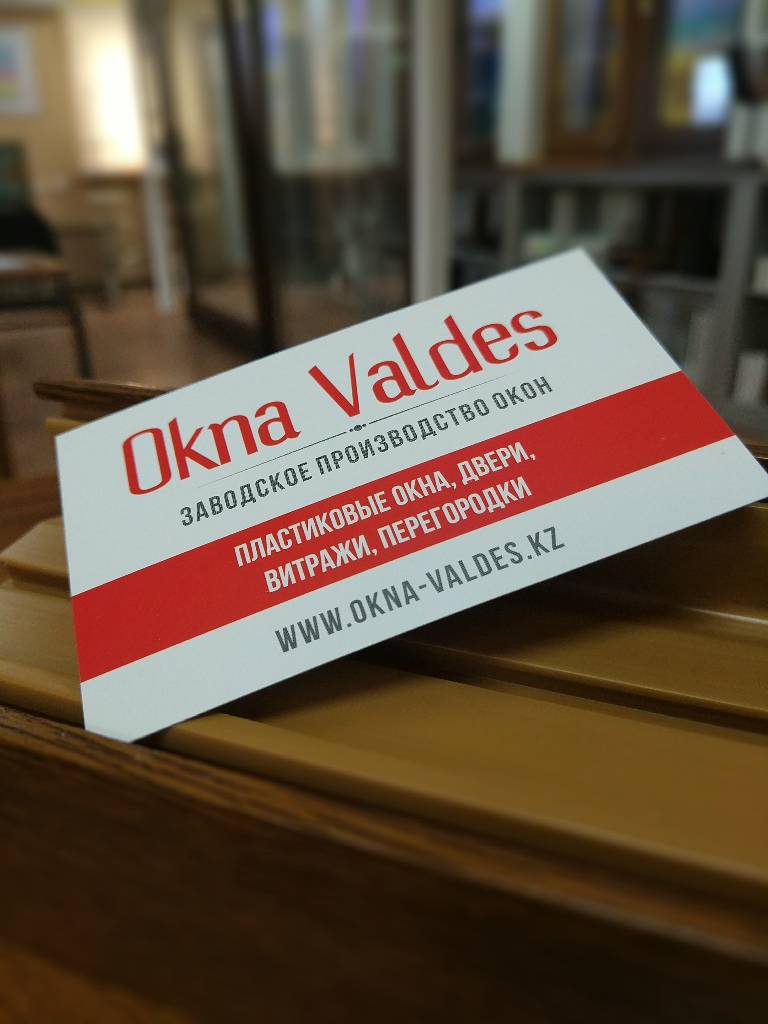 Okna Valdes
ЗАВОДСКОЕ ПРОИЗВОДСТВО ОКОН
ПЛАСТИКОВЫЕ ОКНА, ДВЕРИ,
ВИТРАЖИ, ПЕРЕГОРОДКИ
WWW.OKNA-VALDES.KZ